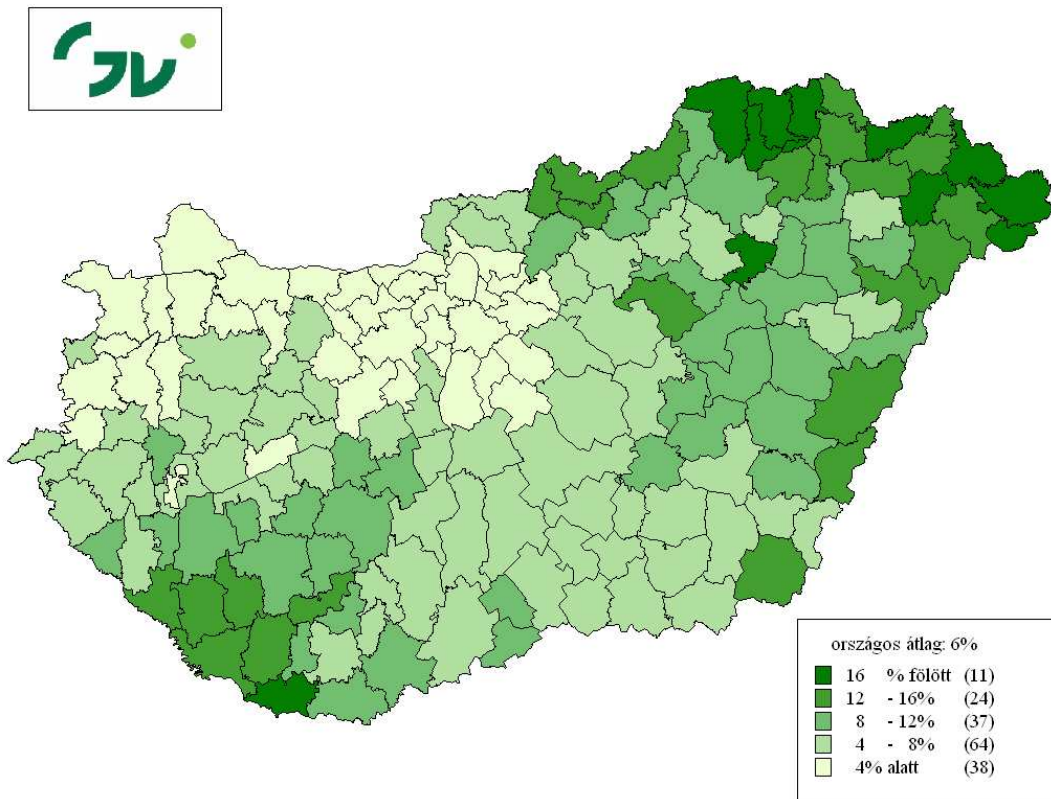 országos átlag: 6%
16 % fölött (11)
12 - 16% (24)
8 - 12% (37)
4 - 8% (64)
4% alatt (38)